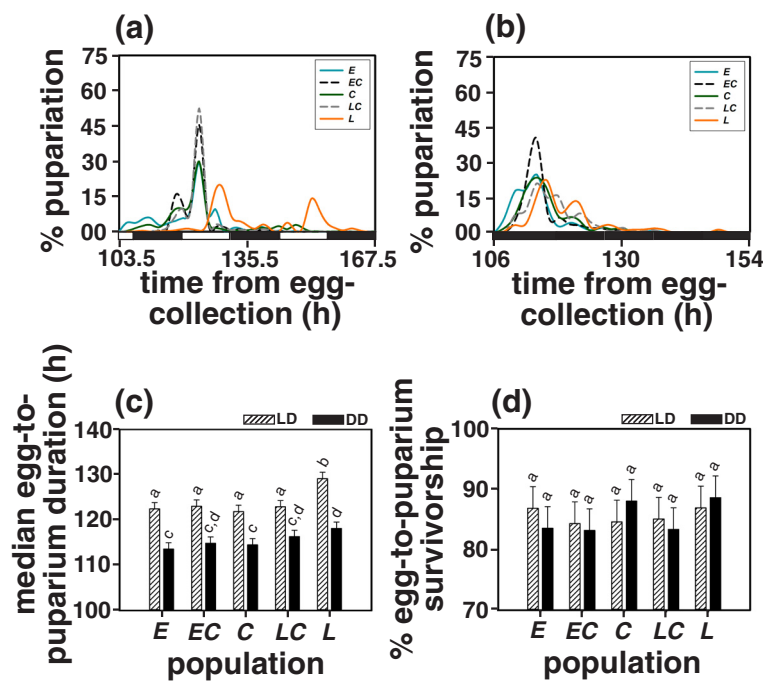 (a)
% pupariation
75
60
45
30
15
00
E
EC
C
LC
L
103.5 135.5 167.5
time from egg-
collection (h)
(b)
% pupariation
75
60
45
30
15
00
E
EC
C
LC
L
106 130 154
time from egg-
collection (h)
(c)
LD DD
median egg-to-
puparium duration (h)
140
130
120
110
100
a c a c,d a c a c,d b d
E EC C LC L
population
(d)
LD DD
% egg-to-puparium
survivorship
100
90
80
70
a a a a a a a a a a
E EC C LC L
population